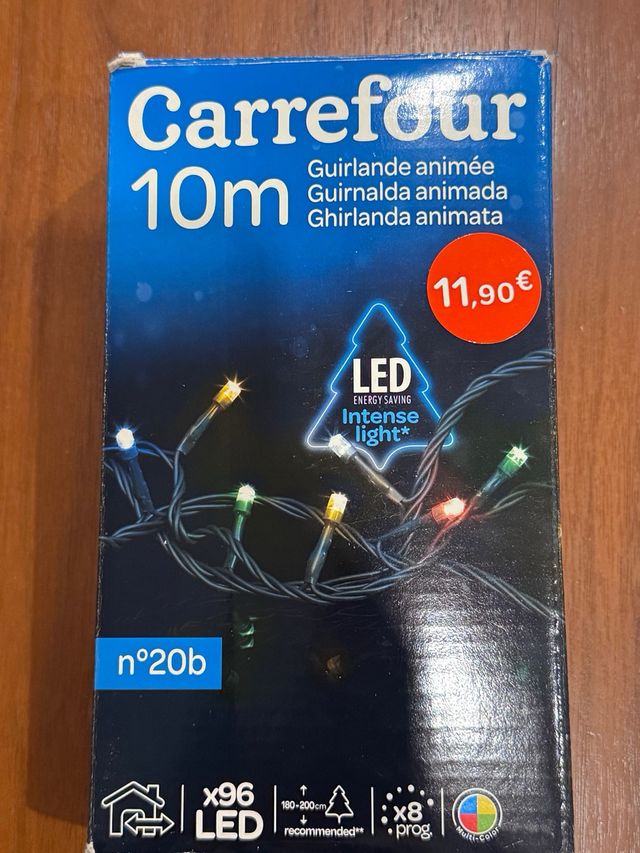 Carrefour
10m
Guirlande animée
Guirnalda animada
Ghirlanda animata
11,90€
LED
ENERGY SAVING
Intense
light*
n°20b
x96
LED
180-200cm
recommended**
x8
prog.
Multi-Color